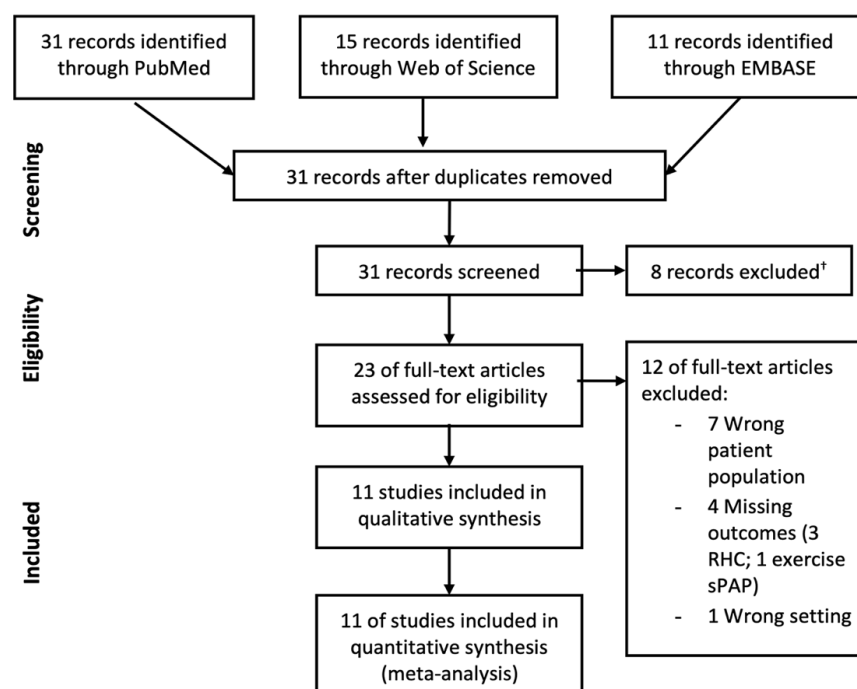 31 records identified
through PubMed
15 records identified
through Web of Science
11 records identified
through EMBASE
Screening
31 records after duplicates removed
31 records screened
8 records excluded†
Eligibility
23 of full-text articles
assessed for eligibility
12 of full-text articles
excluded:
- 7 Wrong
patient
population
- 4 Missing
outcomes (3
RHC; 1 exercise
sPAP)
- 1 Wrong setting
Included
11 studies included in
qualitative synthesis
11 of studies included in
quantitative synthesis
(meta-analysis)